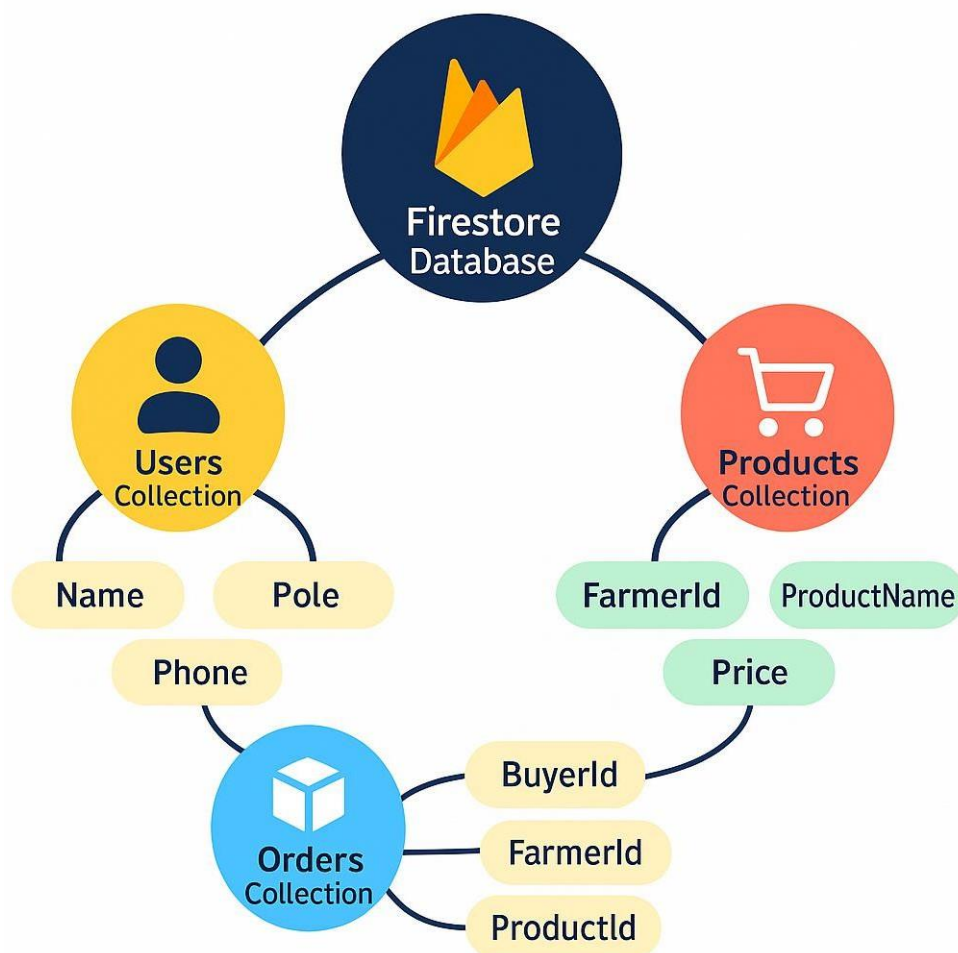 Firestore
Database
Users
Collection
Products
Collection
Name
Pole
FarmerId
ProductName
Phone
Price
BuyerId
Orders
Collection
FarmerId
ProductId